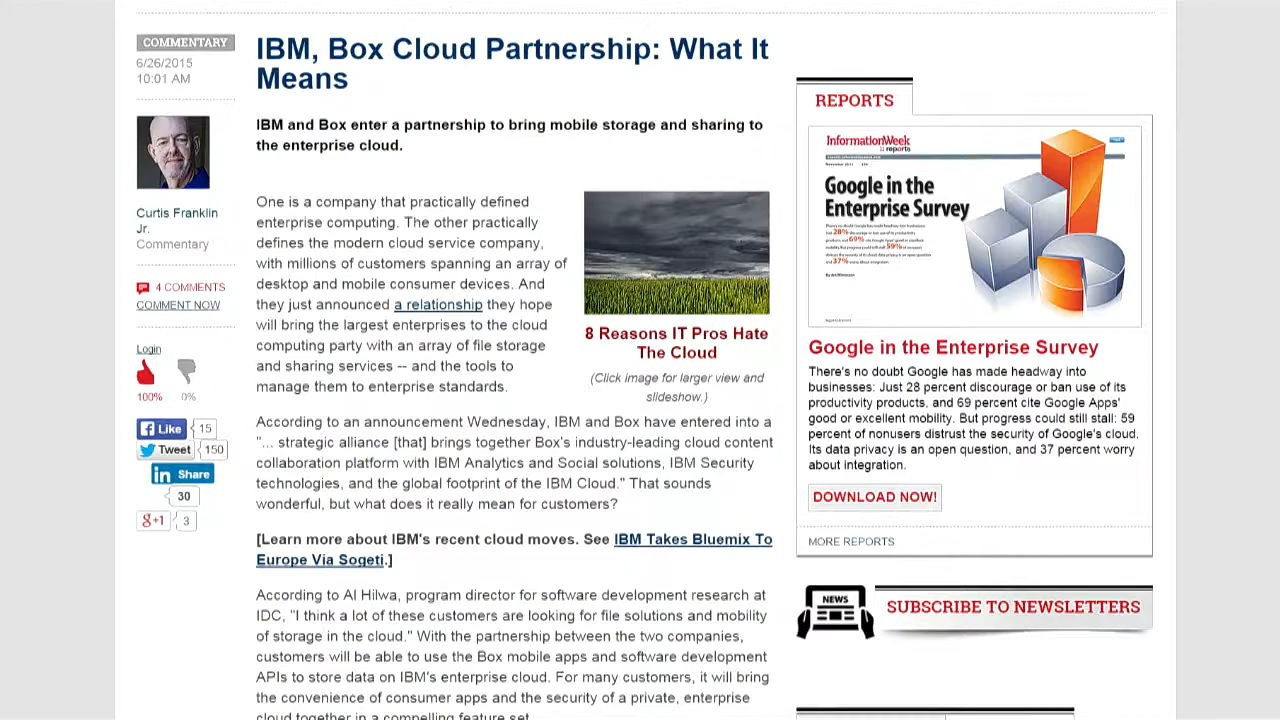 COMMENTARY
6/26/2015
10:01 AM
Curtis Franklin
Jr.
Commentary
4 COMMENTS
COMMENT NOW
Login
100% 0%
Like 15
Tweet 150
in Share
30
g+1 3
IBM, Box Cloud Partnership: What It
Means
IBM and Box enter a partnership to bring mobile storage and sharing to
the enterprise cloud.
One is a company that practically defined
enterprise computing. The other practically
defines the modern cloud service company,
with millions of customers spanning an array of
desktop and mobile consumer devices. And
they just announced a relationship they hope
will bring the largest enterprises to the cloud
computing party with an array of file storage
and sharing services -- and the tools to
manage them to enterprise standards.
8 Reasons IT Pros Hate
The Cloud
(Click image for larger view and
slideshow.)
According to an announcement Wednesday, IBM and Box have entered into a
"... strategic alliance [that] brings together Box's industry-leading cloud content
collaboration platform with IBM Analytics and Social solutions, IBM Security
technologies, and the global footprint of the IBM Cloud." That sounds
wonderful, but what does it really mean for customers?
[Learn more about IBM's recent cloud moves. See IBM Takes Bluemix To
Europe Via Sogeti.]
According to Al Hilwa, program director for software development research at
IDC, "I think a lot of these customers are looking for file solutions and mobility
of storage in the cloud." With the partnership between the two companies,
customers will be able to use the Box mobile apps and software development
APIs to store data on IBM's enterprise cloud. For many customers, it will bring
the convenience of consumer apps and the security of a private, enterprise
cloud together in a compelling feature set.
REPORTS
InformationWeek
reports
Google in the
Enterprise Survey
28%
69%
59%
37%
Google in the Enterprise Survey
There's no doubt Google has made headway into
businesses: Just 28 percent discourage or ban use of its
productivity products, and 69 percent cite Google Apps'
good or excellent mobility. But progress could still stall: 59
percent of nonusers distrust the security of Google's cloud.
Its data privacy is an open question, and 37 percent worry
about integration.
DOWNLOAD NOW!
MORE REPORTS
NEWS
SUBSCRIBE TO NEWSLETTERS